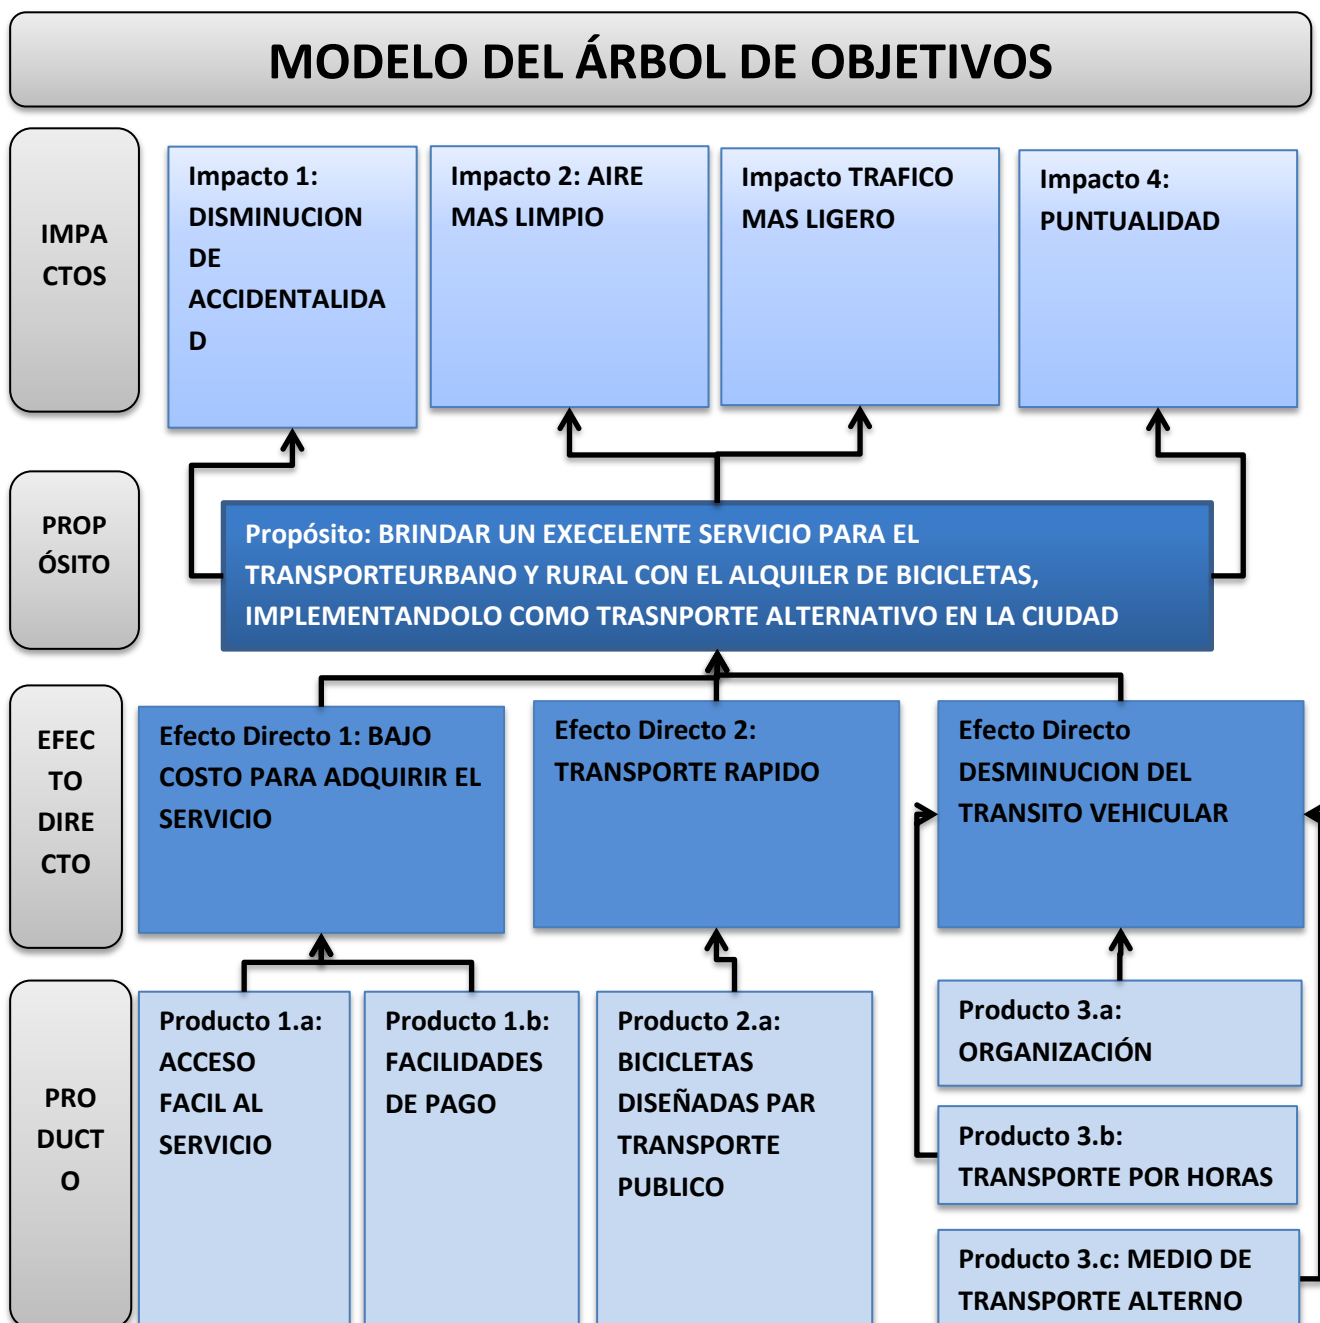 MODELO DEL ÁRBOL DE OBJETIVOS
IMPA
CTOS
Impacto 1:
DISMINUCION
DE
ACCIDENTALIDA
D
Impacto 2: AIRE
MAS LIMPIO
Impacto TRAFICO
MAS LIGERO
Impacto 4:
PUNTUALIDAD
PROP
ÓSITO
Propósito: BRINDAR UN EXECELENTE SERVICIO PARA EL
TRANSPORTEURBANO Y RURAL CON EL ALQUILER DE BICICLETAS,
IMPLEMENTANDOLO COMO TRASNPORTE ALTERNATIVO EN LA CIUDAD
EFEC
TO
DIRE
CTO
Efecto Directo 1: BAJO
COSTO PARA ADQUIRIR EL
SERVICIO
Efecto Directo 2:
TRANSPORTE RAPIDO
Efecto Directo
DESMINUCION DEL
TRANSITO VEHICULAR
PRO
DUCT
O
Producto 1.a:
ACCESO
FACIL AL
SERVICIO
Producto 1.b:
FACILIDADES
DE PAGO
Producto 2.a:
BICICLETAS
DISEÑADAS PAR
TRANSPORTE
PUBLICO
Producto 3.a:
ORGANIZACIÓN
Producto 3.b:
TRANSPORTE POR HORAS
Producto 3.c: MEDIO DE
TRANSPORTE ALTERNO